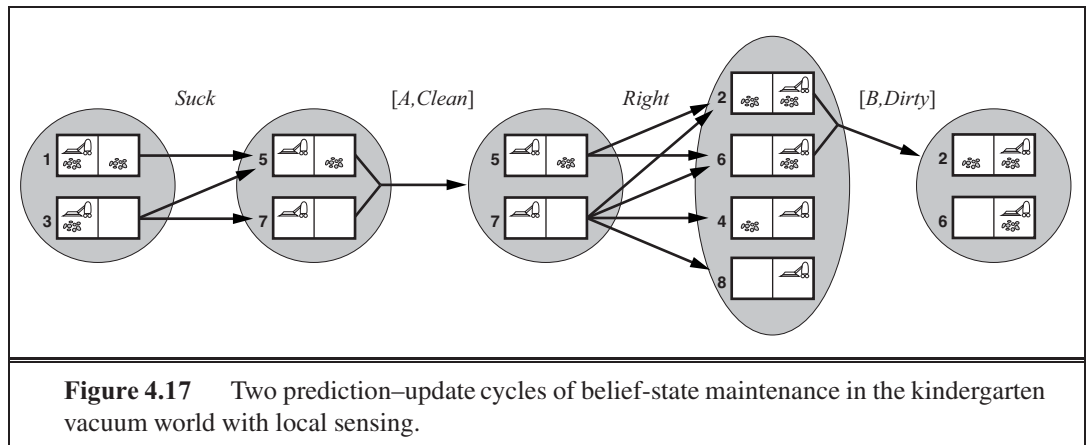 Suck [A,Clean] Right [B,Dirty]
1 5 5 2 2
6
3 7 7 4 6
8
Figure 4.17 Two prediction–update cycles of belief-state maintenance in the kindergarten
vacuum world with local sensing.